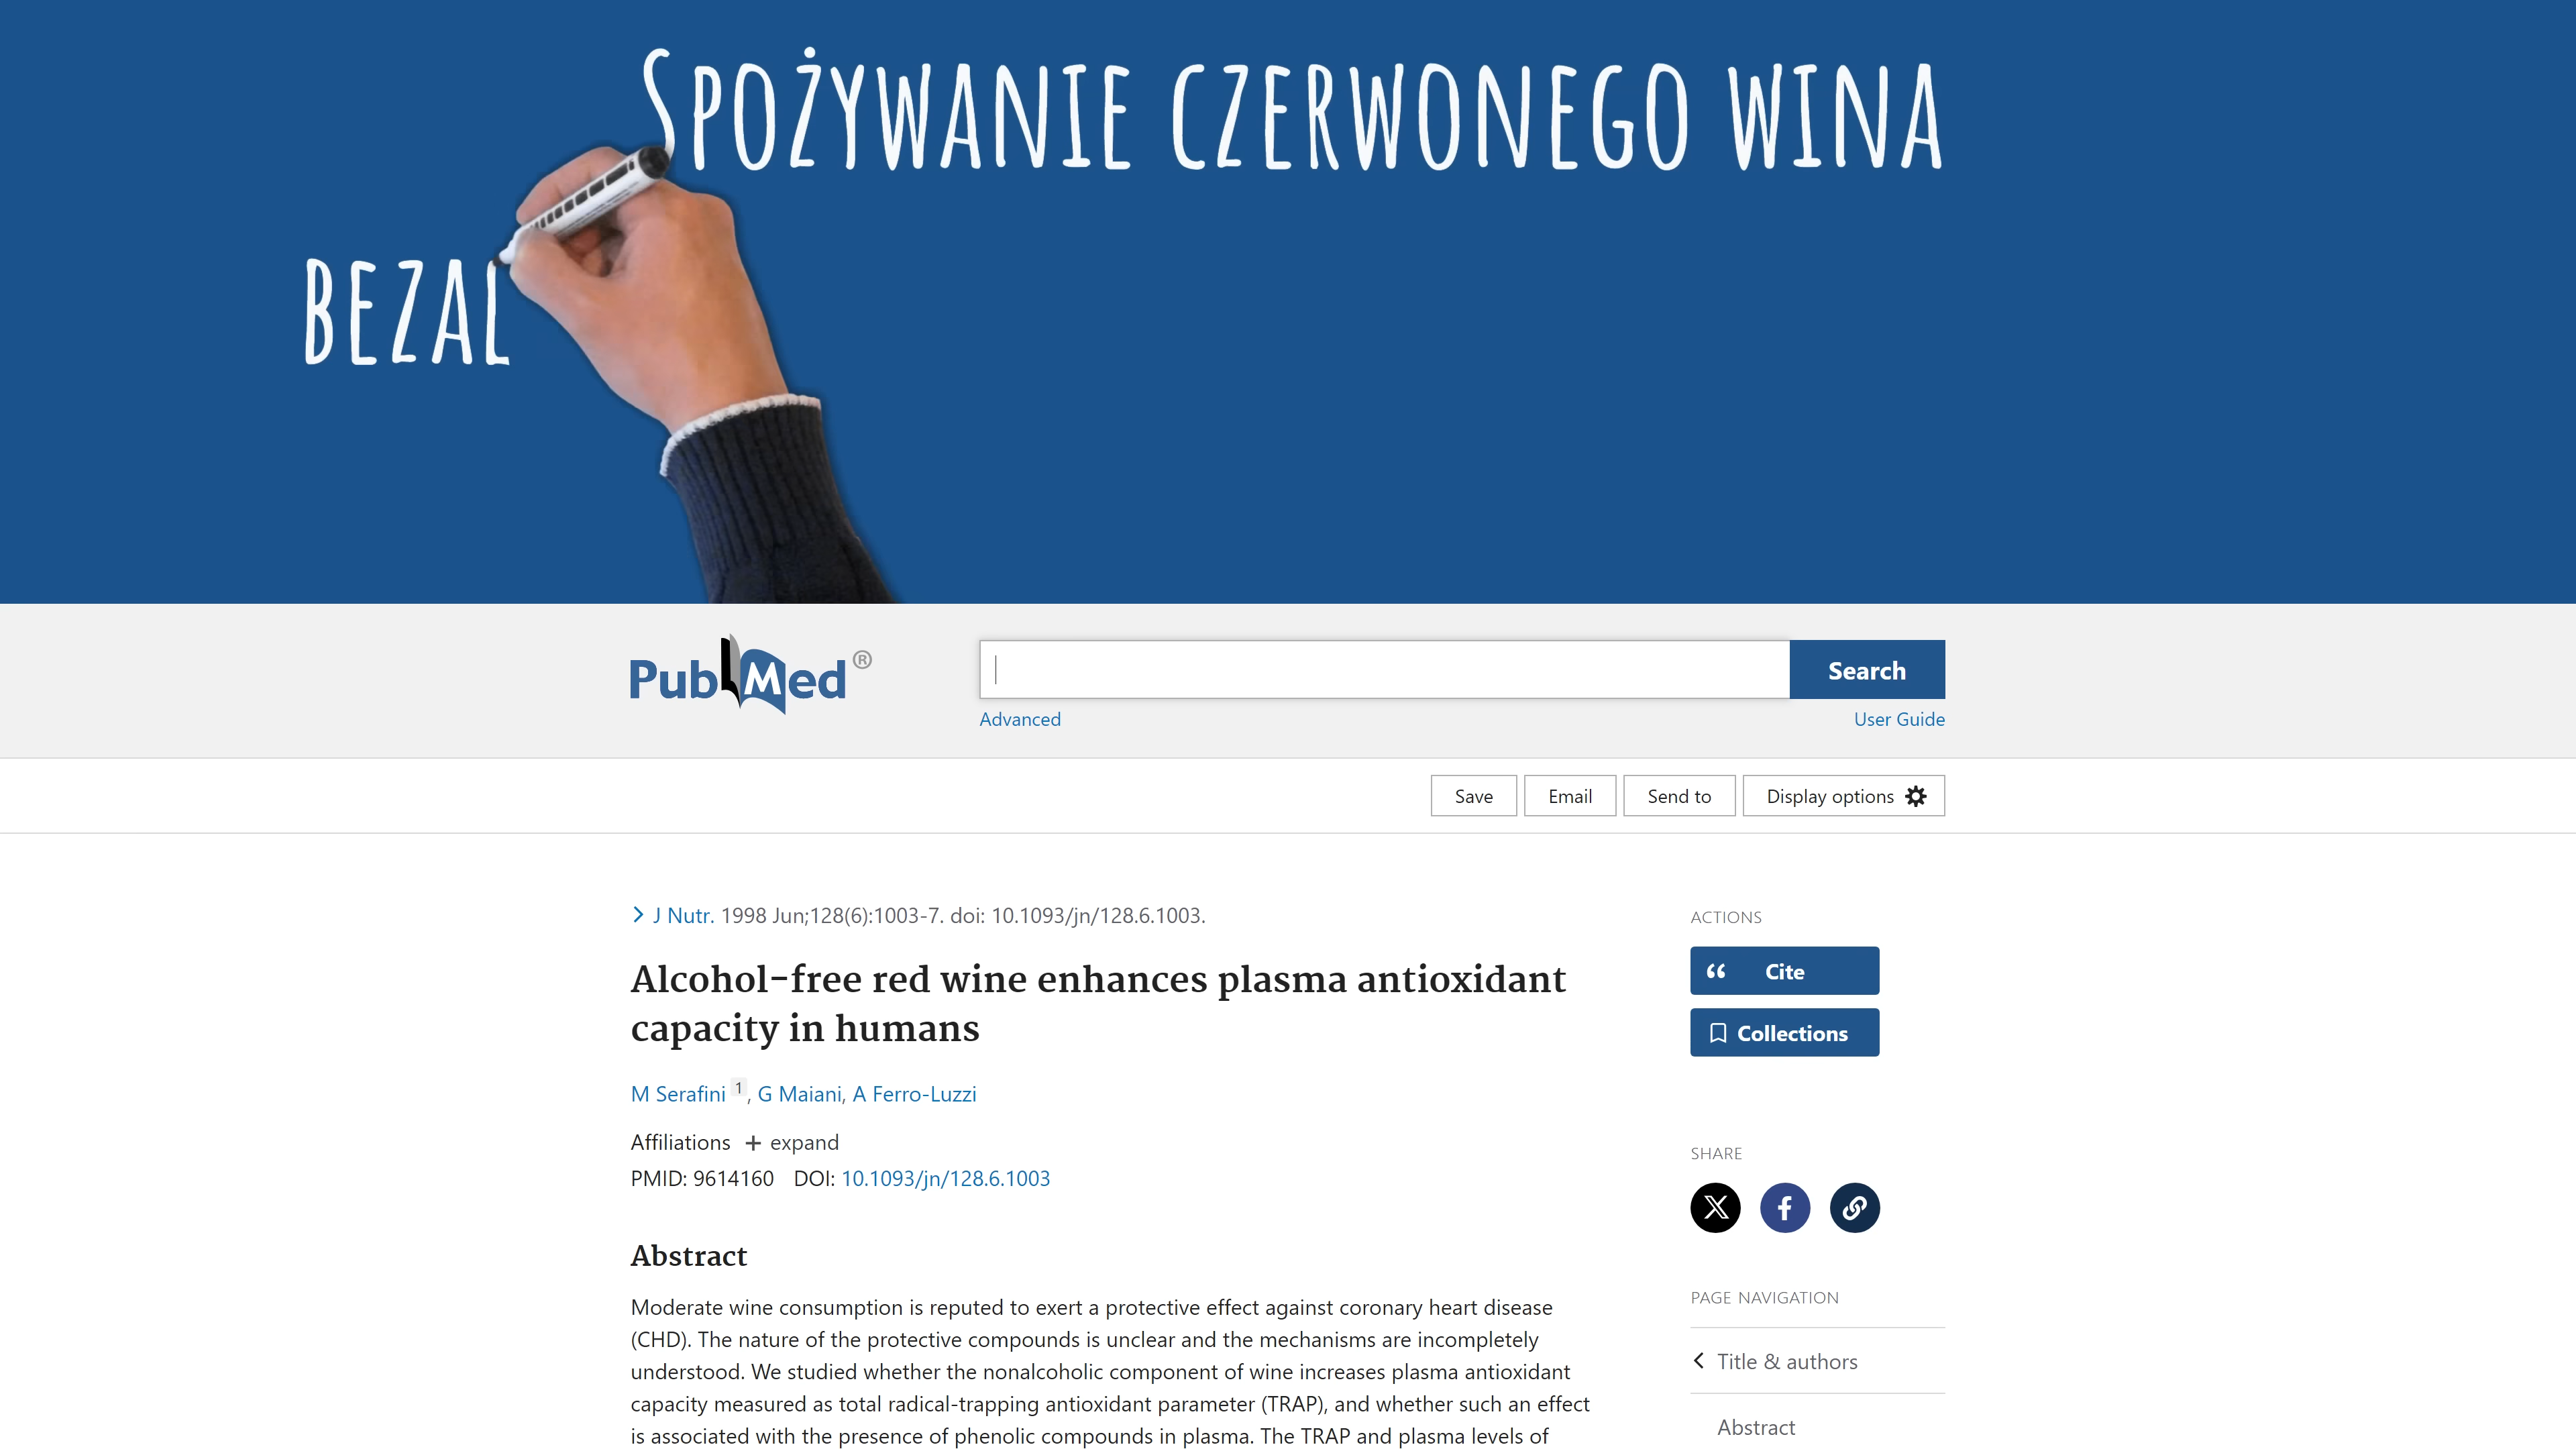 SPOŻYWANIE CZERWONEGO WINA
BEZAL
PubMed®
Search
Advanced
User Guide
Save
Email
Send to
Display options
J Nutr. 1998 Jun;128(6):1003-7. doi: 10.1093/jn/128.6.1003.
Alcohol-free red wine enhances plasma antioxidant
capacity in humans
M Serafini 1, G Maiani, A Ferro-Luzzi
Affiliations + expand
PMID: 9614160 DOI: 10.1093/jn/128.6.1003
Abstract
Moderate wine consumption is reputed to exert a protective effect against coronary heart disease
(CHD). The nature of the protective compounds is unclear and the mechanisms are incompletely
understood. We studied whether the nonalcoholic component of wine increases plasma antioxidant
capacity measured as total radical-trapping antioxidant parameter (TRAP), and whether such an effect
is associated with the presence of phenolic compounds in plasma. The TRAP and plasma levels of
ACTIONS
Cite
Collections
SHARE
PAGE NAVIGATION
Title & authors
Abstract